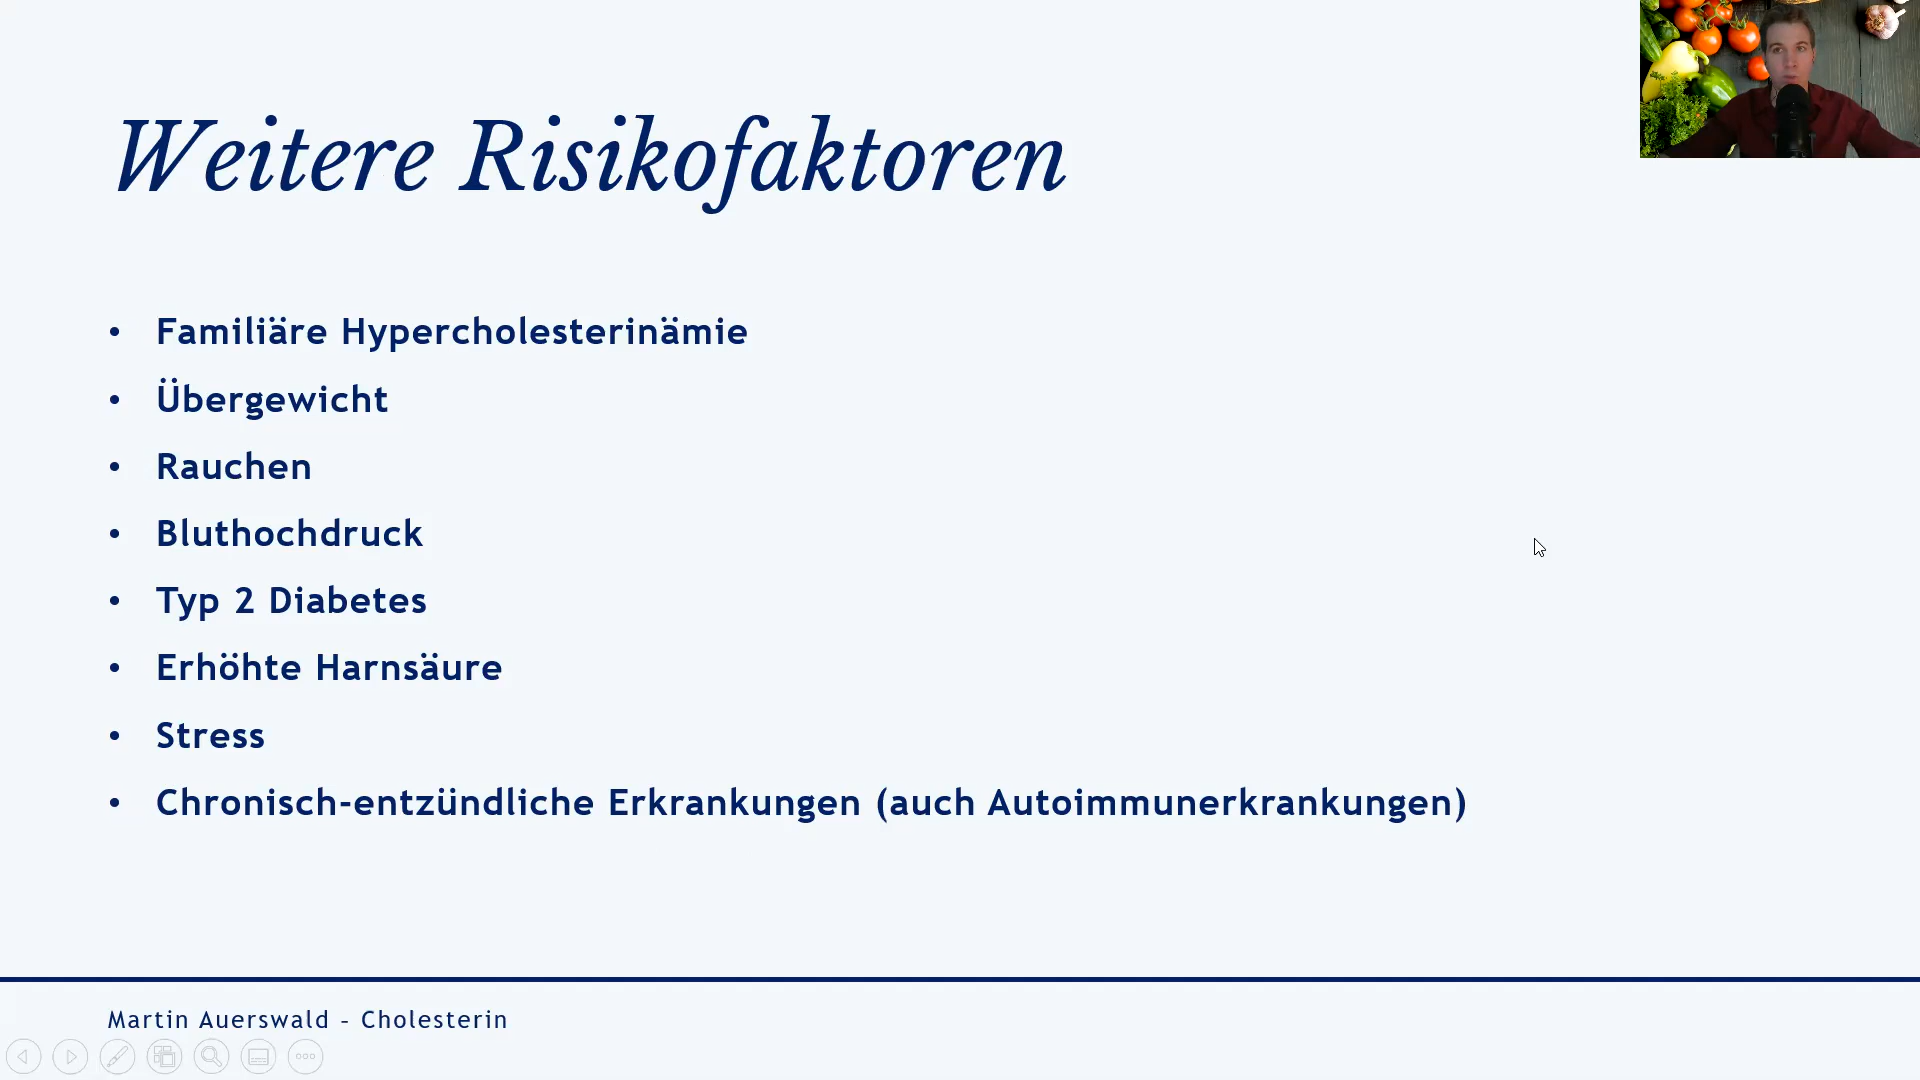 Weitere Risikofaktoren
• Familiäre Hypercholesterinämie
• Übergewicht
• Rauchen
• Bluthochdruck
• Typ 2 Diabetes
• Erhöhte Harnsäure
• Stress
• Chronisch-entzündliche Erkrankungen (auch Autoimmunerkrankungen)
Martin Auerswald – Cholesterin